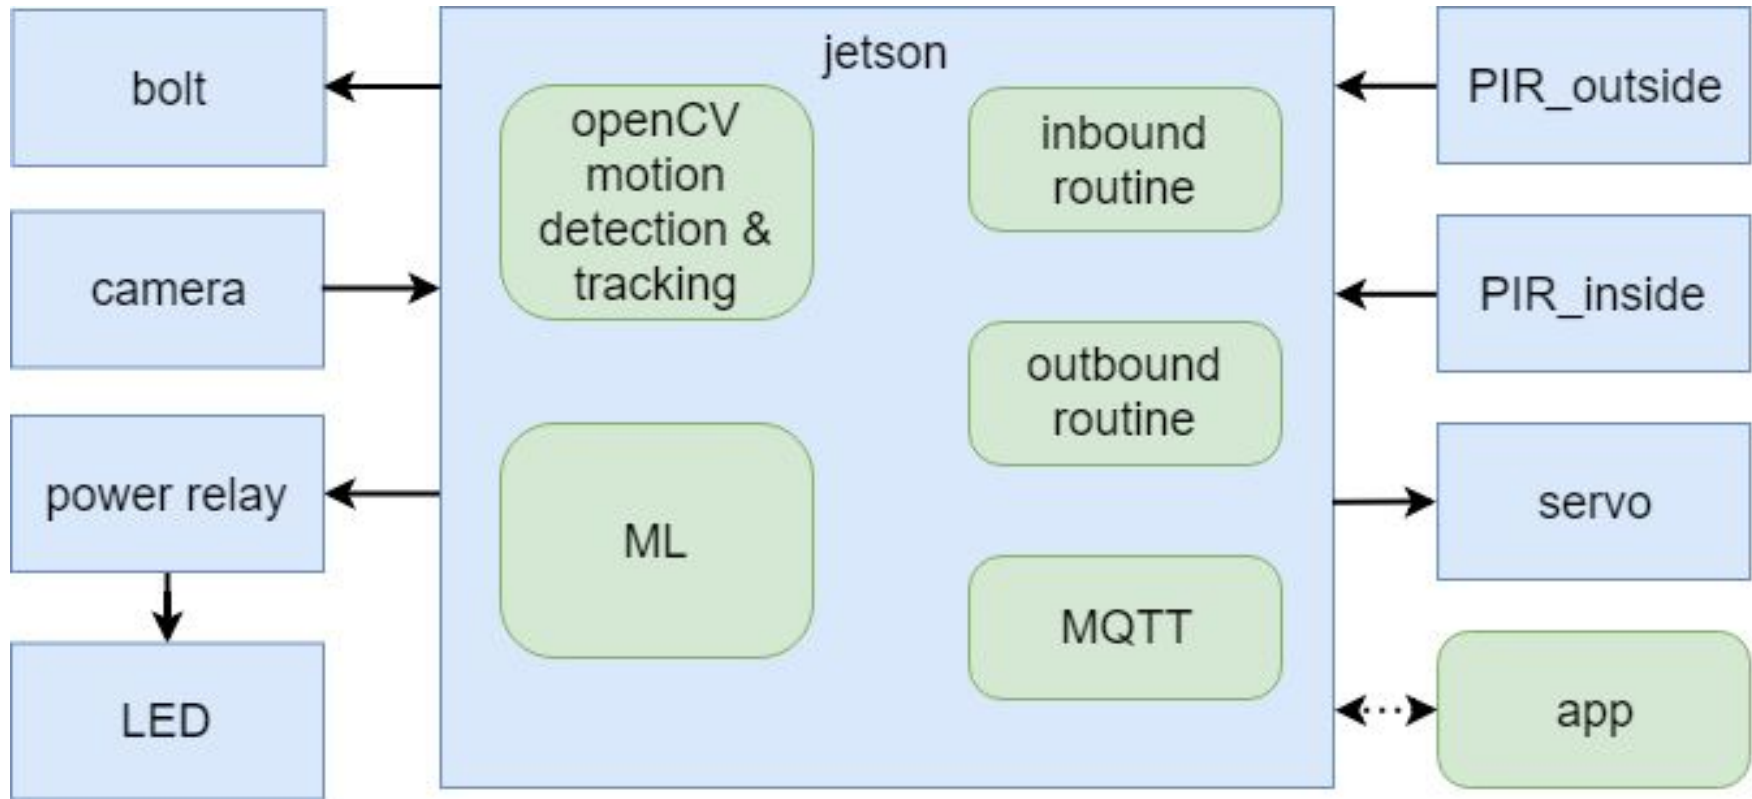 bolt
camera
power relay
LED
jetson
openCV
motion
detection &
tracking
ML
inbound
routine
outbound
routine
MQTT
PIR_outside
PIR_inside
servo
app